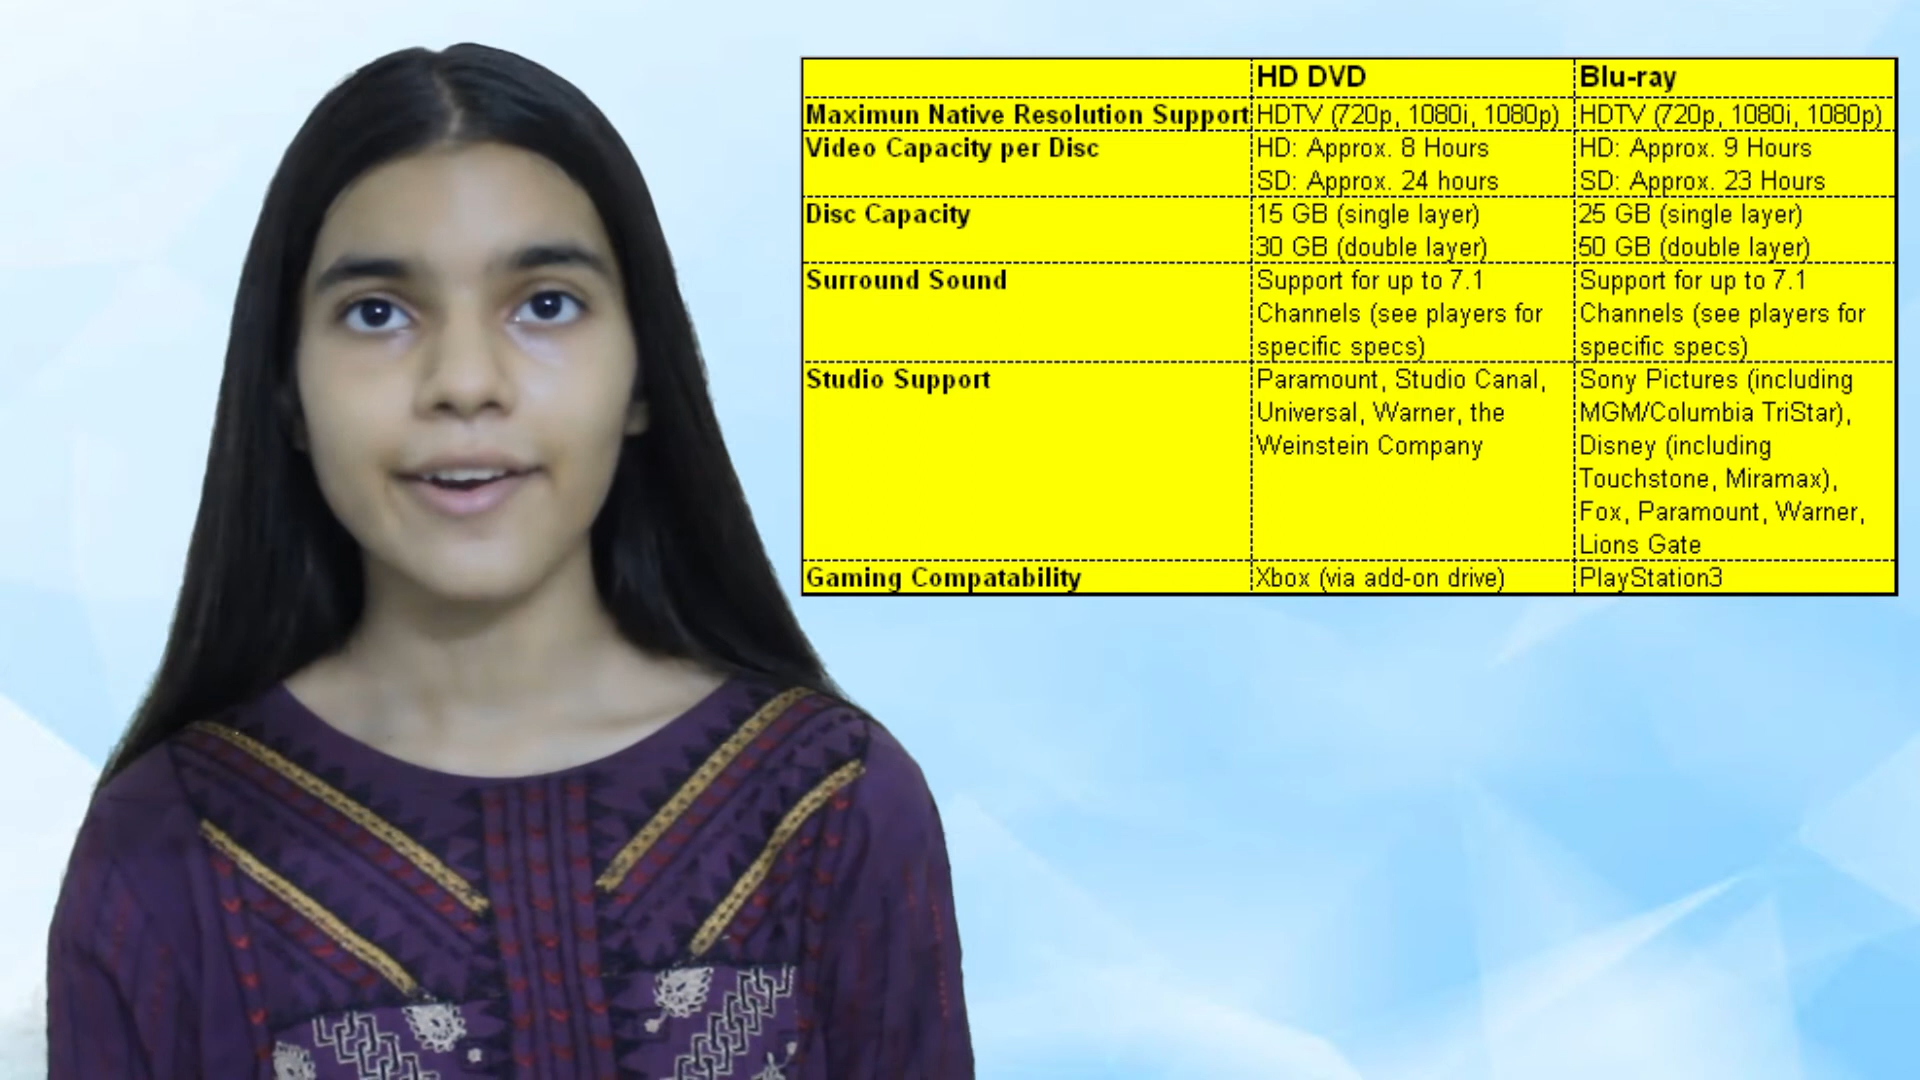 HD DVD Blu-ray
Maximun Native Resolution Support HDTV (720p, 1080i, 1080p) HDTV (720p, 1080i, 1080p)
Video Capacity per Disc HD: Approx. 8 Hours HD: Approx. 9 Hours
SD: Approx. 24 hours SD: Approx. 23 Hours
Disc Capacity 15 GB (single layer) 25 GB (single layer)
30 GB (double layer) 50 GB (double layer)
Surround Sound Support for up to 7.1 Support for up to 7.1
Channels (see players for Channels (see players for
specific specs) specific specs)
Studio Support Paramount, Studio Canal, Sony Pictures (including
Universal, Warner, the MGM/Columbia TriStar),
Weinstein Company Disney (including
Touchstone, Miramax),
Fox, Paramount, Warner,
Lions Gate
Gaming Compatability Xbox (via add-on drive) PlayStation3